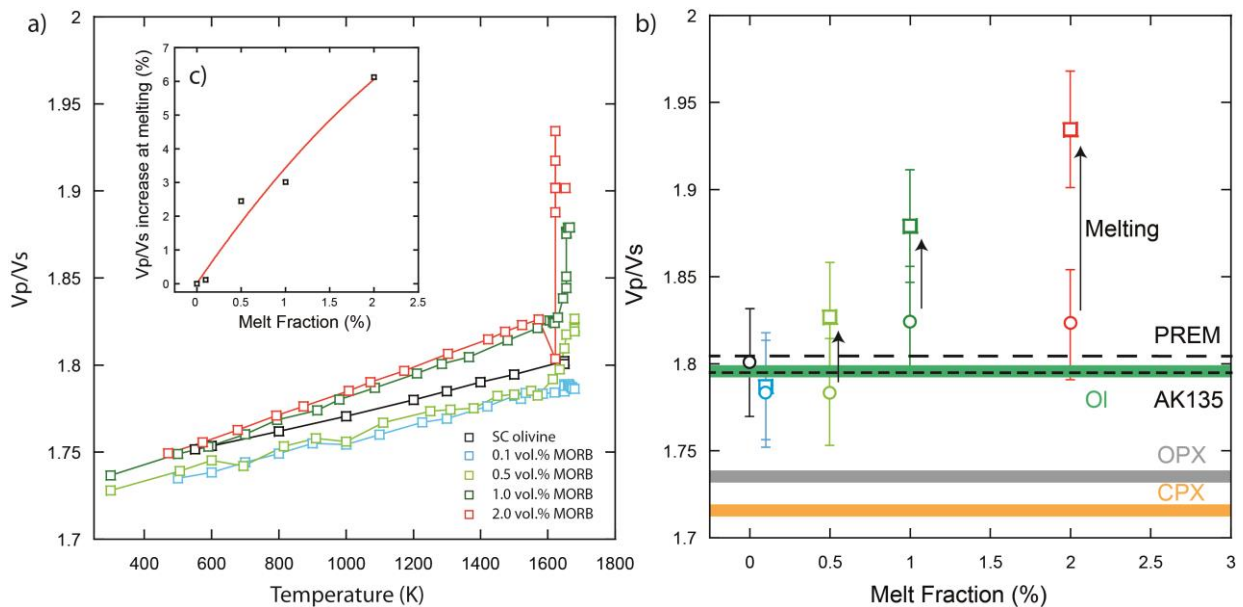 a)
Vp/Vs
2
1.95
1.9
1.85
1.8
1.75
1.7
400 600 800 1000 1200 1400 1600 1800
Temperature (K)
SC olivine
0.1 vol.% MORB
0.5 vol.% MORB
1.0 vol.% MORB
2.0 vol.% MORB
c)
Vp/Vs increase at melting (%)
7
6
5
4
3
2
1
0
0 0.5 1 1.5 2 2.5
Melt Fraction (%)
b)
Vp/Vs
2
1.95
1.9
1.85
1.8
1.75
1.7
Melting
PREM
Ol
AK135
OPX
CPX
0 0.5 1 1.5 2 2.5 3
Melt Fraction (%)